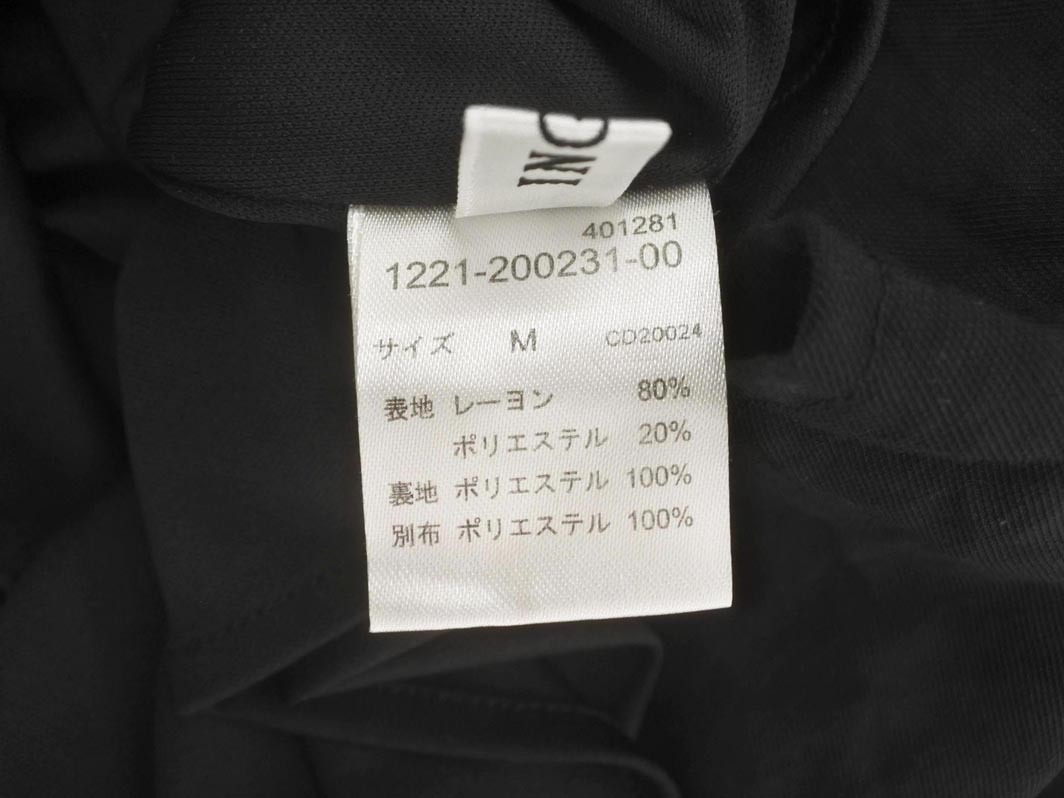 ONI
401281
1221-200231-00
サイズ M CD20024
表地 レーヨン 80%
ポリエステル 20%
裏地 ポリエステル 100%
別布 ポリエステル 100%